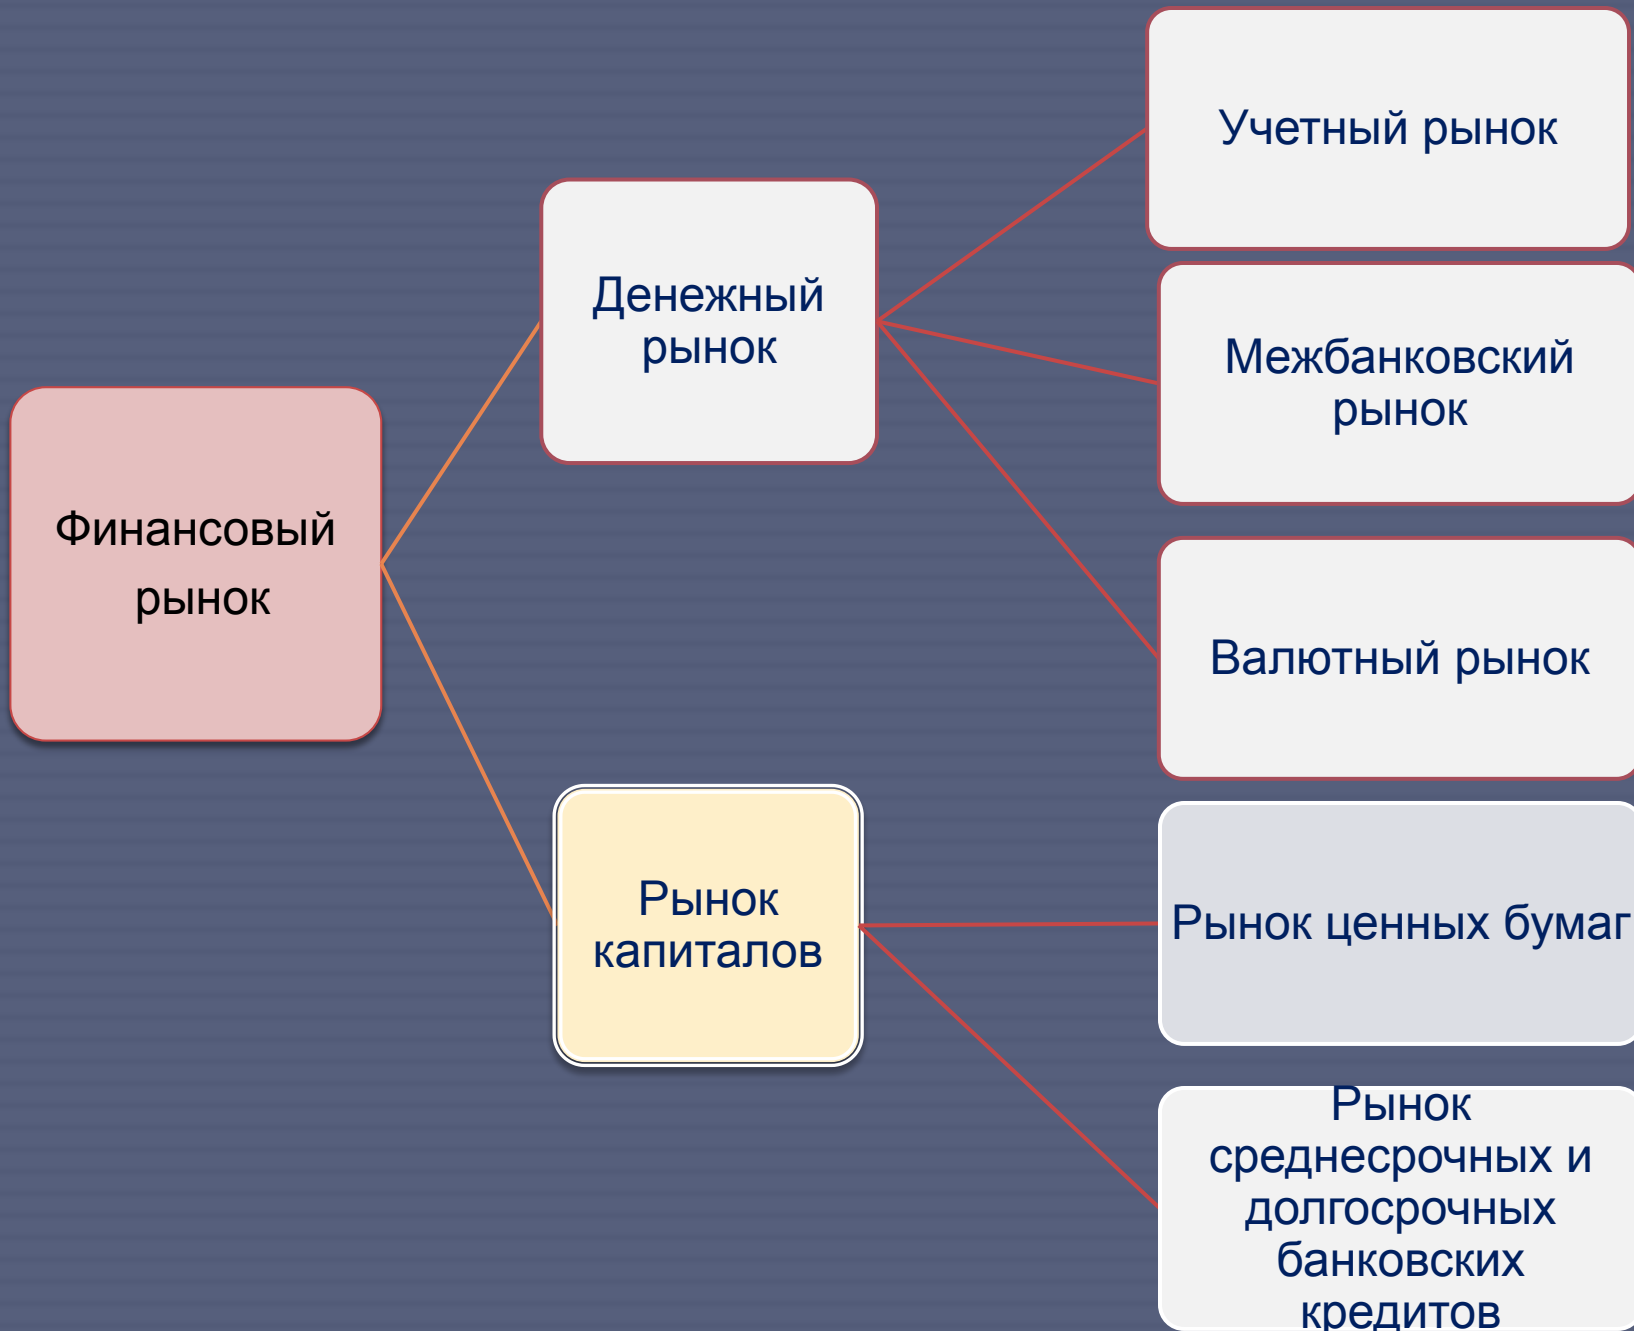 Финансовый
рынок
Денежный
рынок
Рынок
капиталов
Учетный рынок
Межбанковский
рынок
Валютный рынок
Рынок ценных бумаг
Рынок
среднесрочных и
долгосрочных
банковских
кредитов